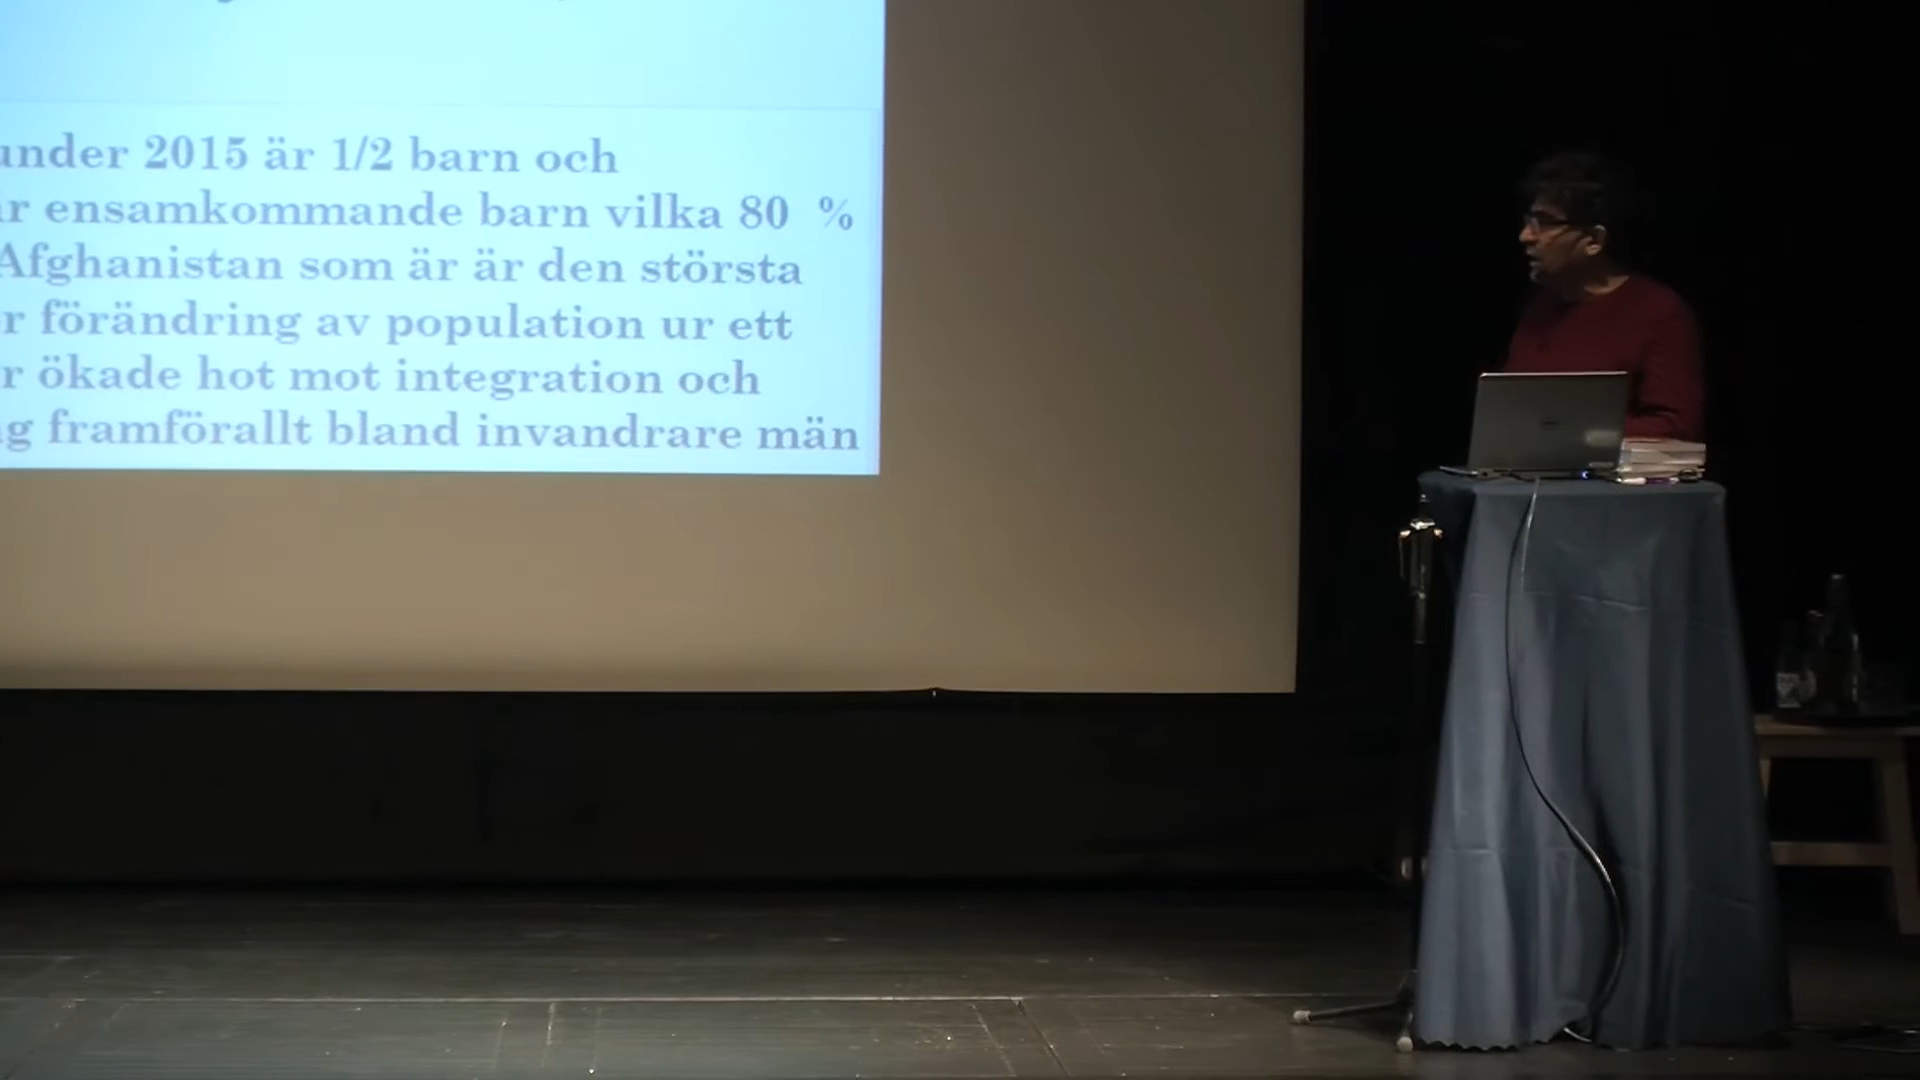 under 2015 är 1/2 barn och
r ensamkommande barn vilka 80 %
Afghanistan som är är den största
r förändring av population ur ett
r ökade hot mot integration och
g framförallt bland invandrare män